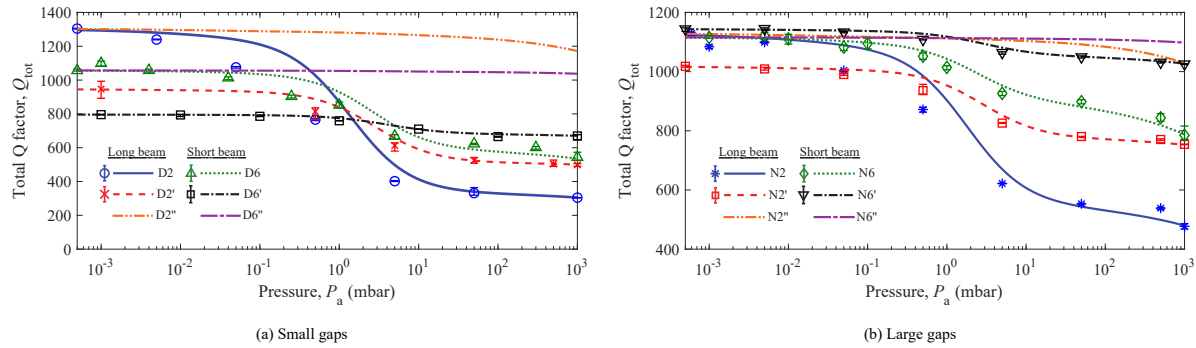 1400
1200
1000
800
600
400
200
0
Total Q factor, Q_tot
Long beam Short beam
D2 D6
D2' D6'
D2'' D6''
10^-3 10^-2 10^-1 10^0 10^1 10^2 10^3
Pressure, P_a (mbar)
(a) Small gaps
1200
1000
800
600
400
Total Q factor, Q_tot
Long beam Short beam
N2 N6
N2' N6'
N2'' N6''
10^-3 10^-2 10^-1 10^0 10^1 10^2 10^3
Pressure, P_a (mbar)
(b) Large gaps